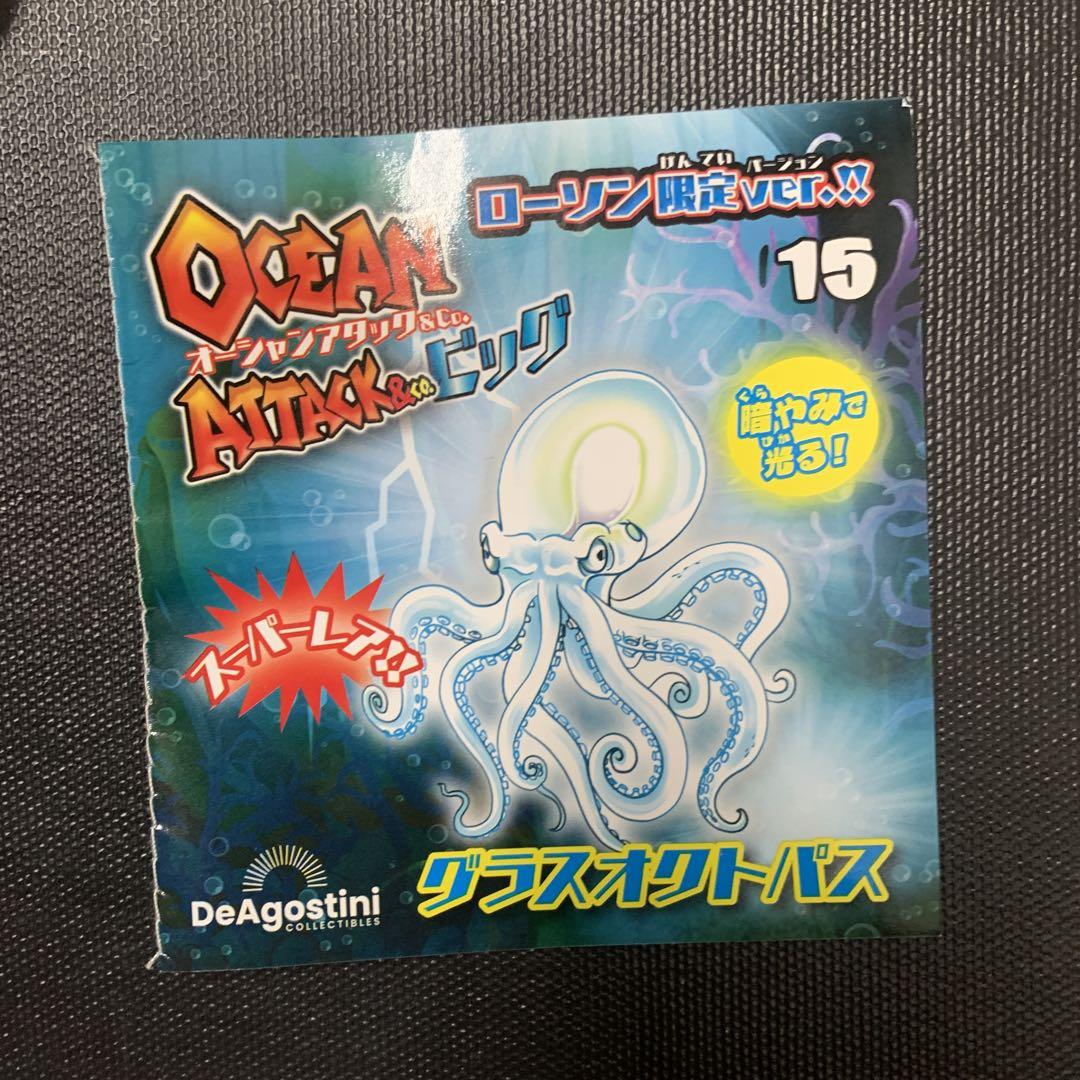 ローソン限定ver.!!
げんてい バージョン
15
OCEAN
オーシャンアタック&Co.
ATTACK&Co.ビッグ
暗やみで
くら
光る!
ひか
スーパーレア!!
グラスオクトパス
DeAgostini
COLLECTIBLES